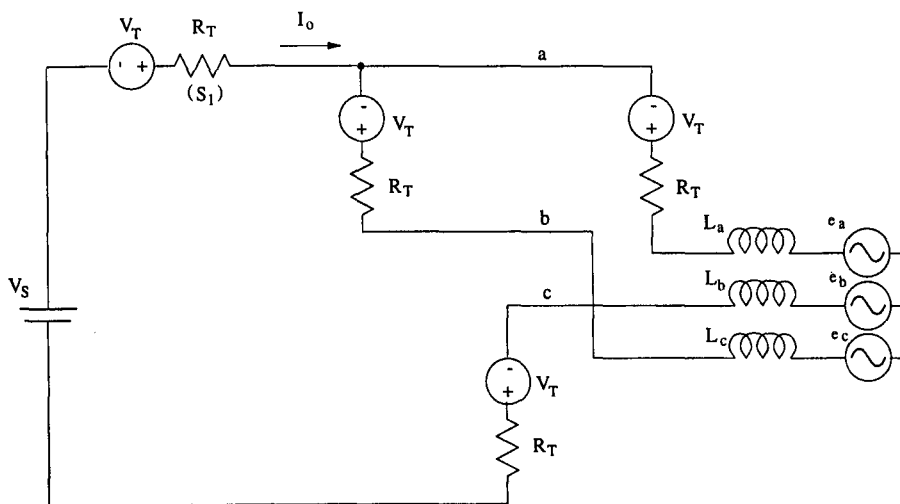 V_T
R_T
I_o
- +
(S_1)
a
-
+
V_T
R_T
-
+
V_T
R_T
b
L_a
e_a
V_S
c
L_b
e_b
L_c
e_c
-
+
V_T
R_T